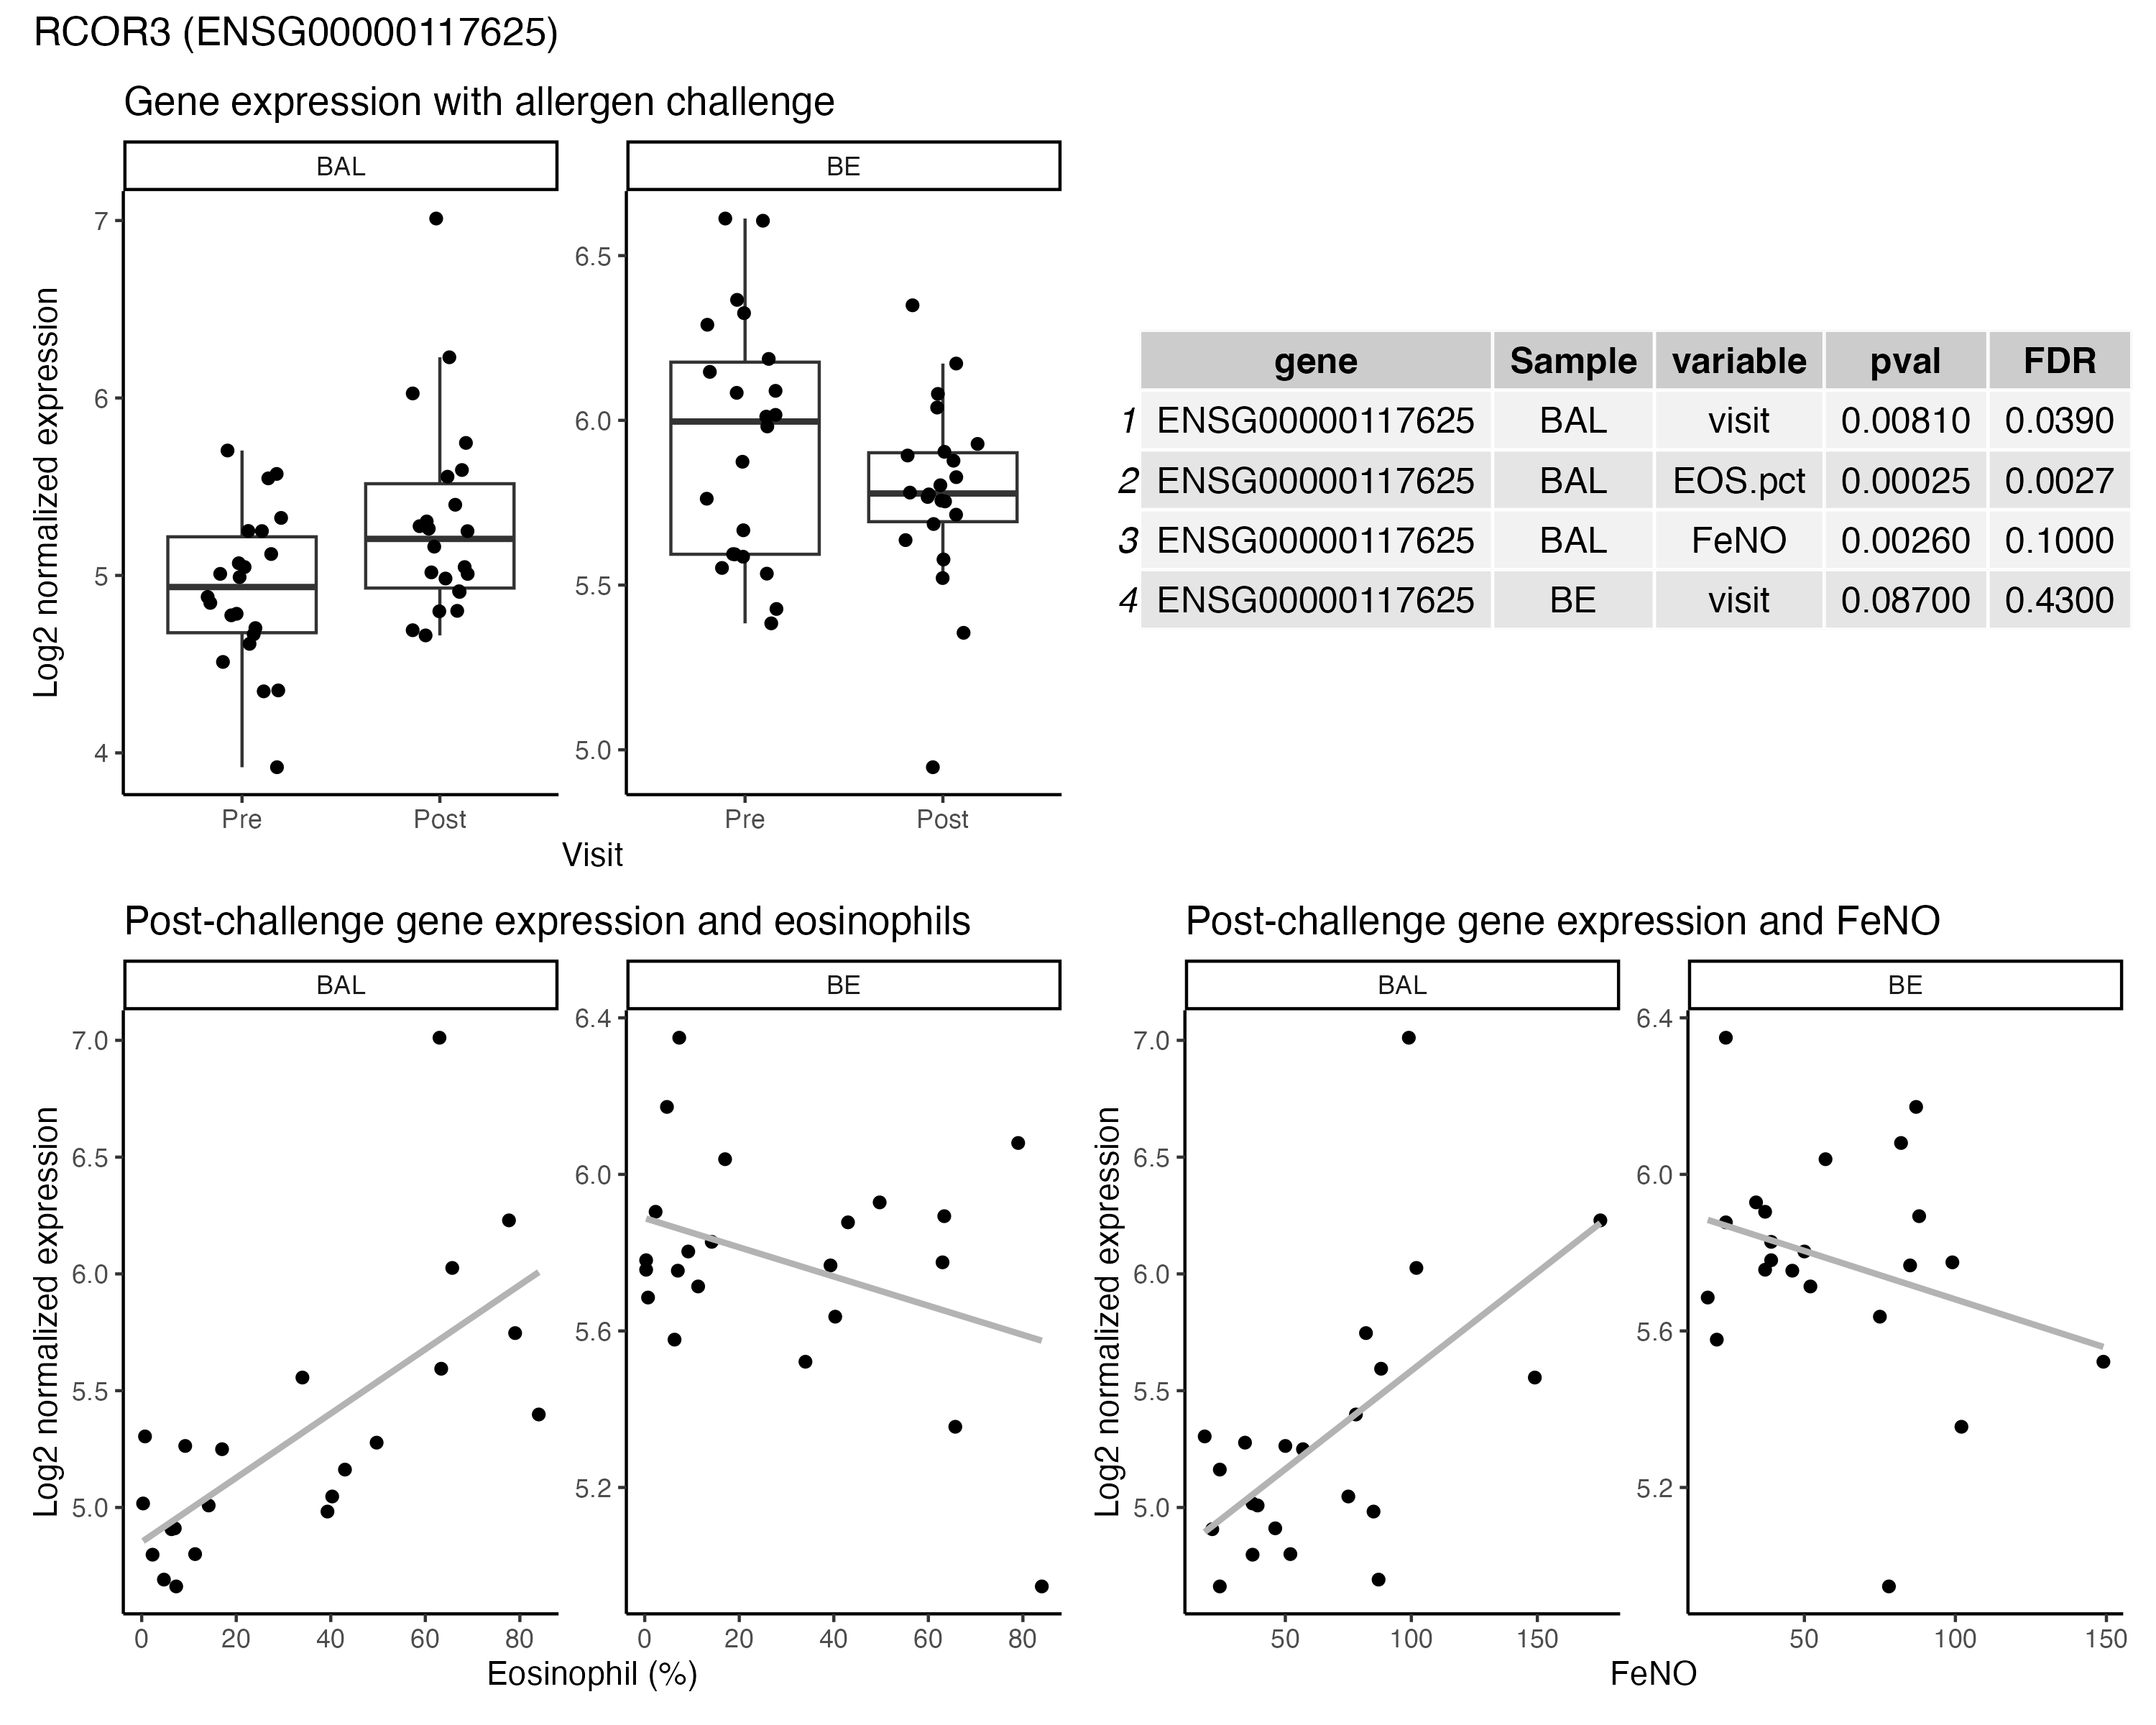 RCOR3 (ENSG00000117625)
Gene expression with allergen challenge
BAL
BE
Log2 normalized expression
7
6
5
4
6.5
6.0
5.5
5.0
Pre
Post
Pre
Post
Visit
gene Sample variable pval FDR
1 ENSG00000117625 BAL visit 0.00810 0.0390
2 ENSG00000117625 BAL EOS.pct 0.00025 0.0027
3 ENSG00000117625 BAL FeNO 0.00260 0.1000
4 ENSG00000117625 BE visit 0.08700 0.4300
Post-challenge gene expression and eosinophils
BAL
BE
Log2 normalized expression
7.0
6.5
6.0
5.5
5.0
6.4
6.0
5.6
5.2
0 20 40 60 80
0 20 40 60 80
Eosinophil (%)
Post-challenge gene expression and FeNO
BAL
BE
Log2 normalized expression
7.0
6.5
6.0
5.5
5.0
6.4
6.0
5.6
5.2
50 100 150
50 100 150
FeNO